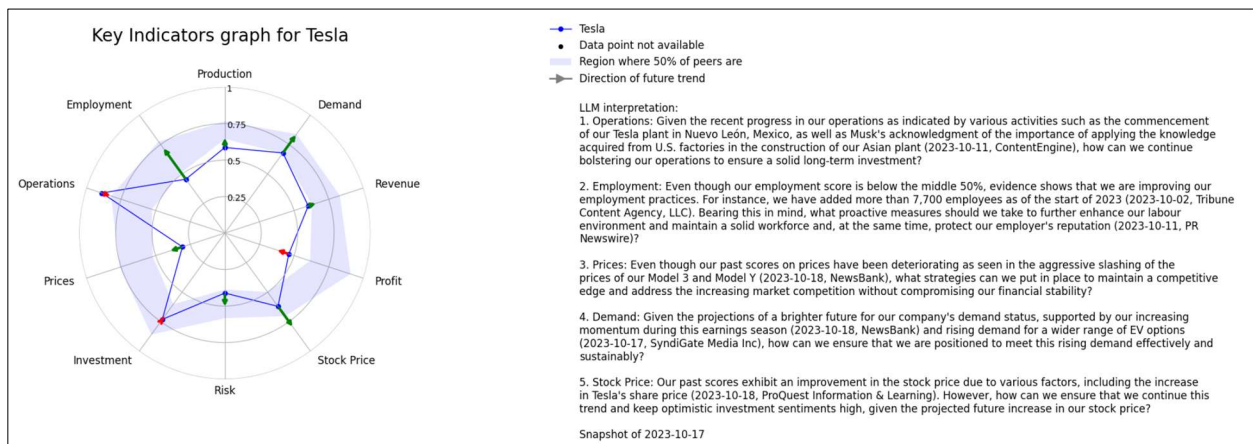 Key Indicators graph for Tesla
Production
1
Employment
Demand
0.75
0.5
Operations
Revenue
0.25
Prices
Profit
Investment
Stock Price
Risk
Tesla
Data point not available
Region where 50% of peers are
Direction of future trend
LLM interpretation:
1. Operations: Given the recent progress in our operations as indicated by various activities such as the commencement
of our Tesla plant in Nuevo León, Mexico, as well as Musk's acknowledgment of the importance of applying the knowledge
acquired from U.S. factories in the construction of our Asian plant (2023-10-11, ContentEngine), how can we continue
bolstering our operations to ensure a solid long-term investment?
2. Employment: Even though our employment score is below the middle 50%, evidence shows that we are improving our
employment practices. For instance, we have added more than 7,700 employees as of the start of 2023 (2023-10-02, Tribune
Content Agency, LLC). Bearing this in mind, what proactive measures should we take to further enhance our labour
environment and maintain a solid workforce and, at the same time, protect our employer's reputation (2023-10-11, PR
Newswire)?
3. Prices: Even though our past scores on prices have been deteriorating as seen in the aggressive slashing of the
prices of our Model 3 and Model Y (2023-10-18, NewsBank), what strategies can we put in place to maintain a competitive
edge and address the increasing market competition without compromising our financial stability?
4. Demand: Given the projections of a brighter future for our company's demand status, supported by our increasing
momentum during this earnings season (2023-10-18, NewsBank) and rising demand for a wider range of EV options
(2023-10-17, SyndiGate Media Inc), how can we ensure that we are positioned to meet this rising demand effectively and
sustainably?
5. Stock Price: Our past scores exhibit an improvement in the stock price due to various factors, including the increase
in Tesla's share price (2023-10-18, ProQuest Information & Learning). However, how can we ensure that we continue this
trend and keep optimistic investment sentiments high, given the projected future increase in our stock price?
Snapshot of 2023-10-17